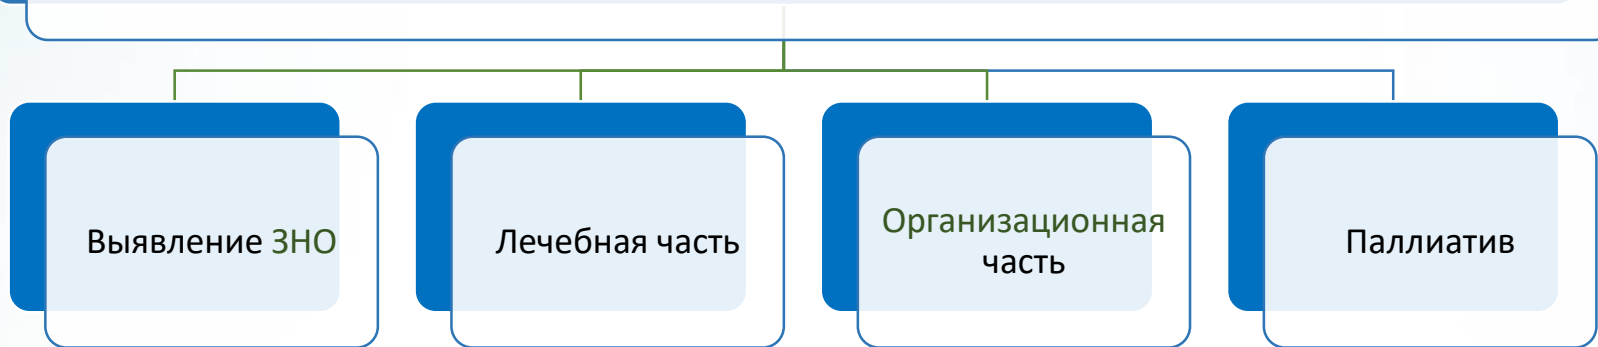 Выявление ЗНО
Лечебная часть
Организационная
часть
Паллиатив